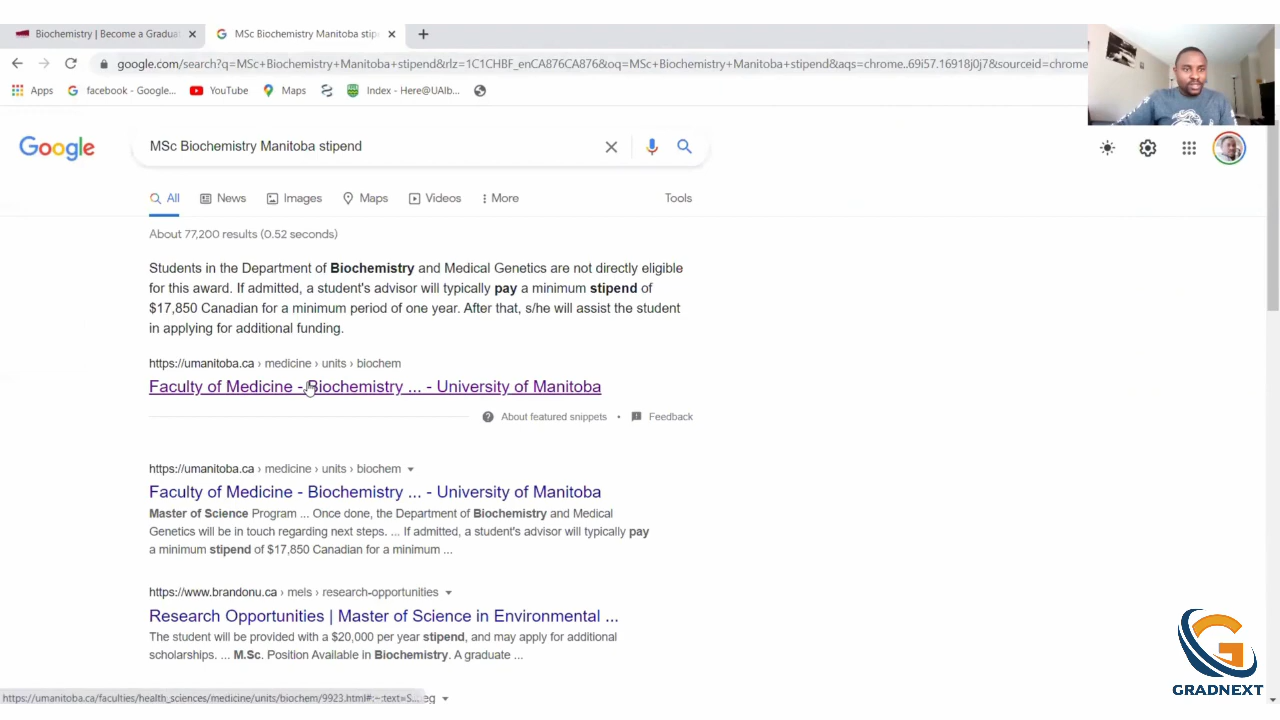 Biochemistry | Become a Gradua
MSc Biochemistry Manitoba stip
google.com/search?q=MSc+Biochemistry+Manitoba+stipend&rlz=1C1CHBF_enCA876CA876&oq=MSc+Biochemistry+Manitoba+stipend&aqs=chrome..69i57.16918j0j7&sourceid=chrome
Apps facebook - Google... YouTube Maps Index - Here@UAlb...
Google MSc Biochemistry Manitoba stipend
All News Images Maps Videos More Tools
About 77,200 results (0.52 seconds)
Students in the Department of Biochemistry and Medical Genetics are not directly eligible
for this award. If admitted, a student's advisor will typically pay a minimum stipend of
$17,850 Canadian for a minimum period of one year. After that, s/he will assist the student
in applying for additional funding.
https://umanitoba.ca › medicine › units › biochem
Faculty of Medicine - Biochemistry ... - University of Manitoba
About featured snippets • Feedback
https://umanitoba.ca › medicine › units › biochem
Faculty of Medicine - Biochemistry ... - University of Manitoba
Master of Science Program ... Once done, the Department of Biochemistry and Medical
Genetics will be in touch regarding next steps. ... If admitted, a student's advisor will typically pay
a minimum stipend of $17,850 Canadian for a minimum ...
https://www.brandonu.ca › mels › research-opportunities
Research Opportunities | Master of Science in Environmental ...
The student will be provided with a $20,000 per year stipend, and may apply for additional
scholarships. ... M.Sc. Position Available in Biochemistry. A graduate ...
https://umanitoba.ca/faculties/health_sciences/medicine/units/biochem/9923.html#:~:text=S... eg
GRADNEXT